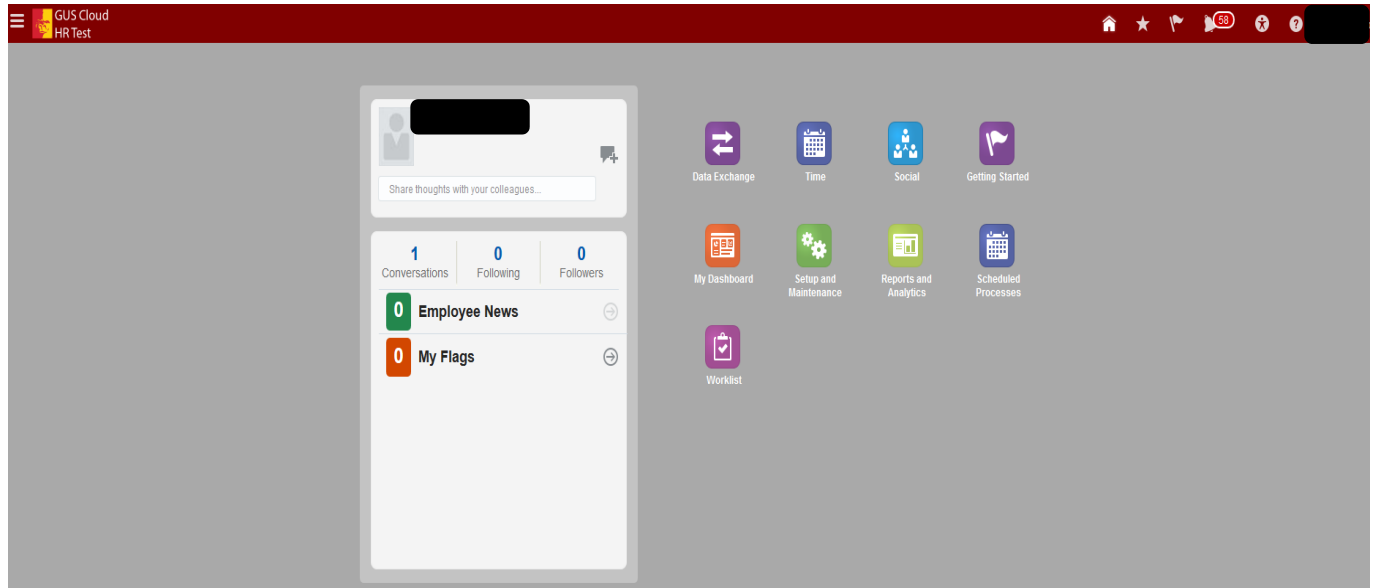 GUS Cloud
HR Test
58
Share thoughts with your colleagues...
1
Conversations
0
Following
0
Followers
0 Employee News
0 My Flags
Data Exchange
Time
Social
Getting Started
My Dashboard
Setup and
Maintenance
Reports and
Analytics
Scheduled
Processes
Worklist